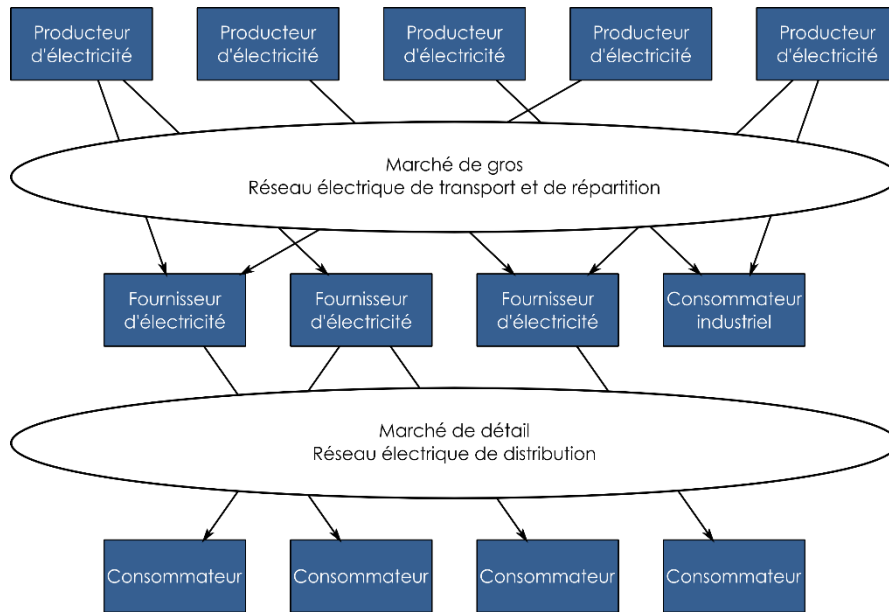 Producteur
d'électricité
Producteur
d'électricité
Producteur
d'électricité
Producteur
d'électricité
Producteur
d'électricité
Marché de gros
Réseau électrique de transport et de répartition
Fournisseur
d'électricité
Fournisseur
d'électricité
Fournisseur
d'électricité
Consommateur
industriel
Marché de détail
Réseau électrique de distribution
Consommateur
Consommateur
Consommateur
Consommateur